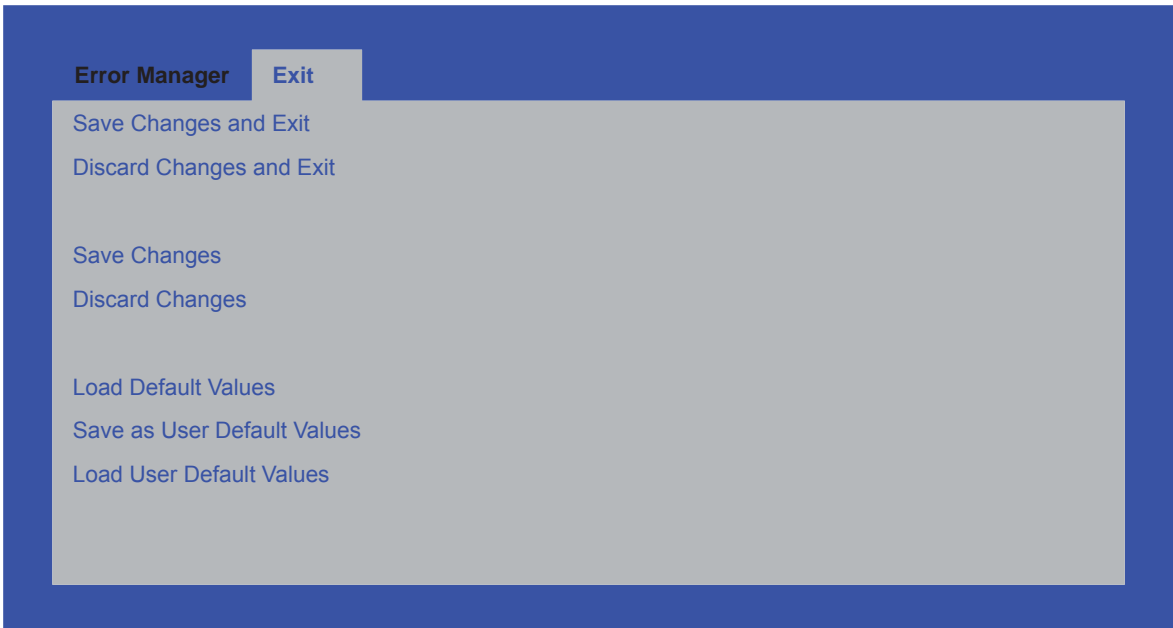 Error Manager Exit
Save Changes and Exit
Discard Changes and Exit
Save Changes
Discard Changes
Load Default Values
Save as User Default Values
Load User Default Values